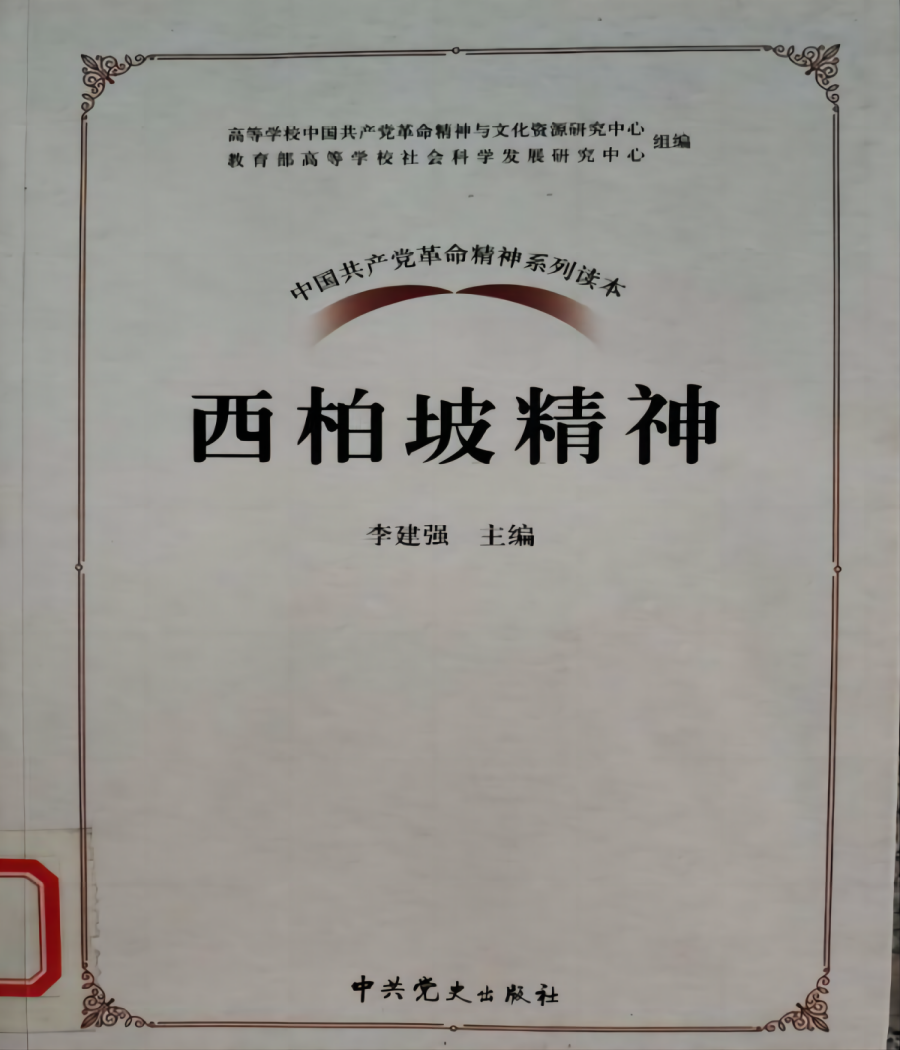 高等学校中国共产党革命精神与文化资源研究中心
教育部高等学校社会科学发展研究中心
组编
中国共产党革命精神系列读本
西柏坡精神
李建强 主编
中共党史出版社